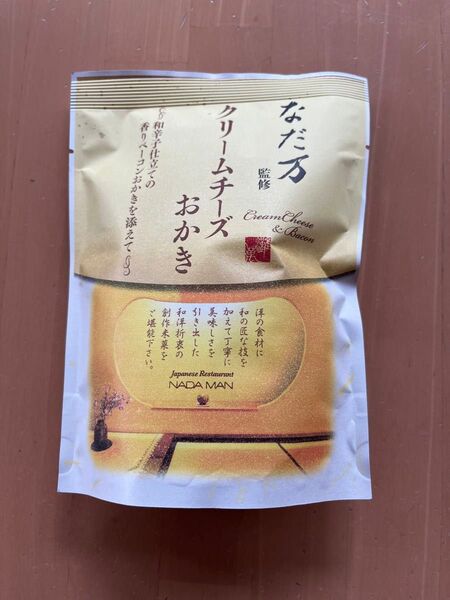 なだ万
監修
クリームチーズ
おかき
和辛子仕立ての
香りベーコンおかきを添えて
Cream Cheese
& Bacon
洋の食材に
和の匠な技を
加えて丁寧に
美味しさを
引き出した
和洋折衷の
創作米菓を
ご堪能下さい。
Japanese Restaurant
NADA MAN